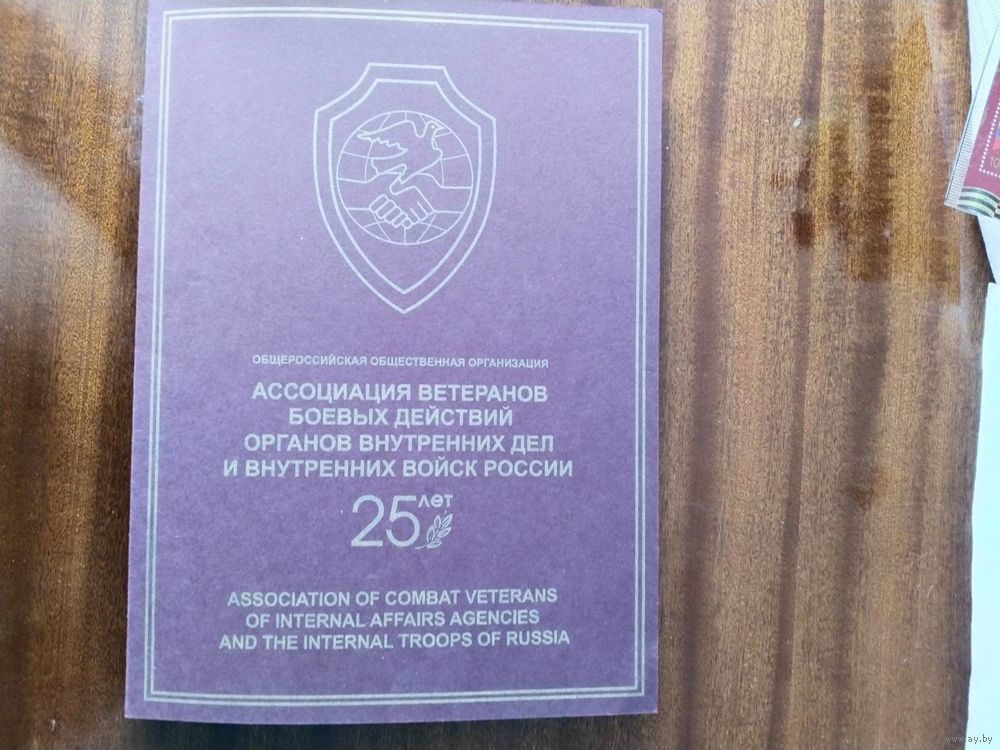 ОБЩЕРОССИЙСКАЯ ОБЩЕСТВЕННАЯ ОРГАНИЗАЦИЯ
АССОЦИАЦИЯ ВЕТЕРАНОВ
БОЕВЫХ ДЕЙСТВИЙ
ОРГАНОВ ВНУТРЕННИХ ДЕЛ
И ВНУТРЕННИХ ВОЙСК РОССИИ
25 лет
ASSOCIATION OF COMBAT VETERANS
OF INTERNAL AFFAIRS AGENCIES
AND THE INTERNAL TROOPS OF RUSSIA
www.ay.by